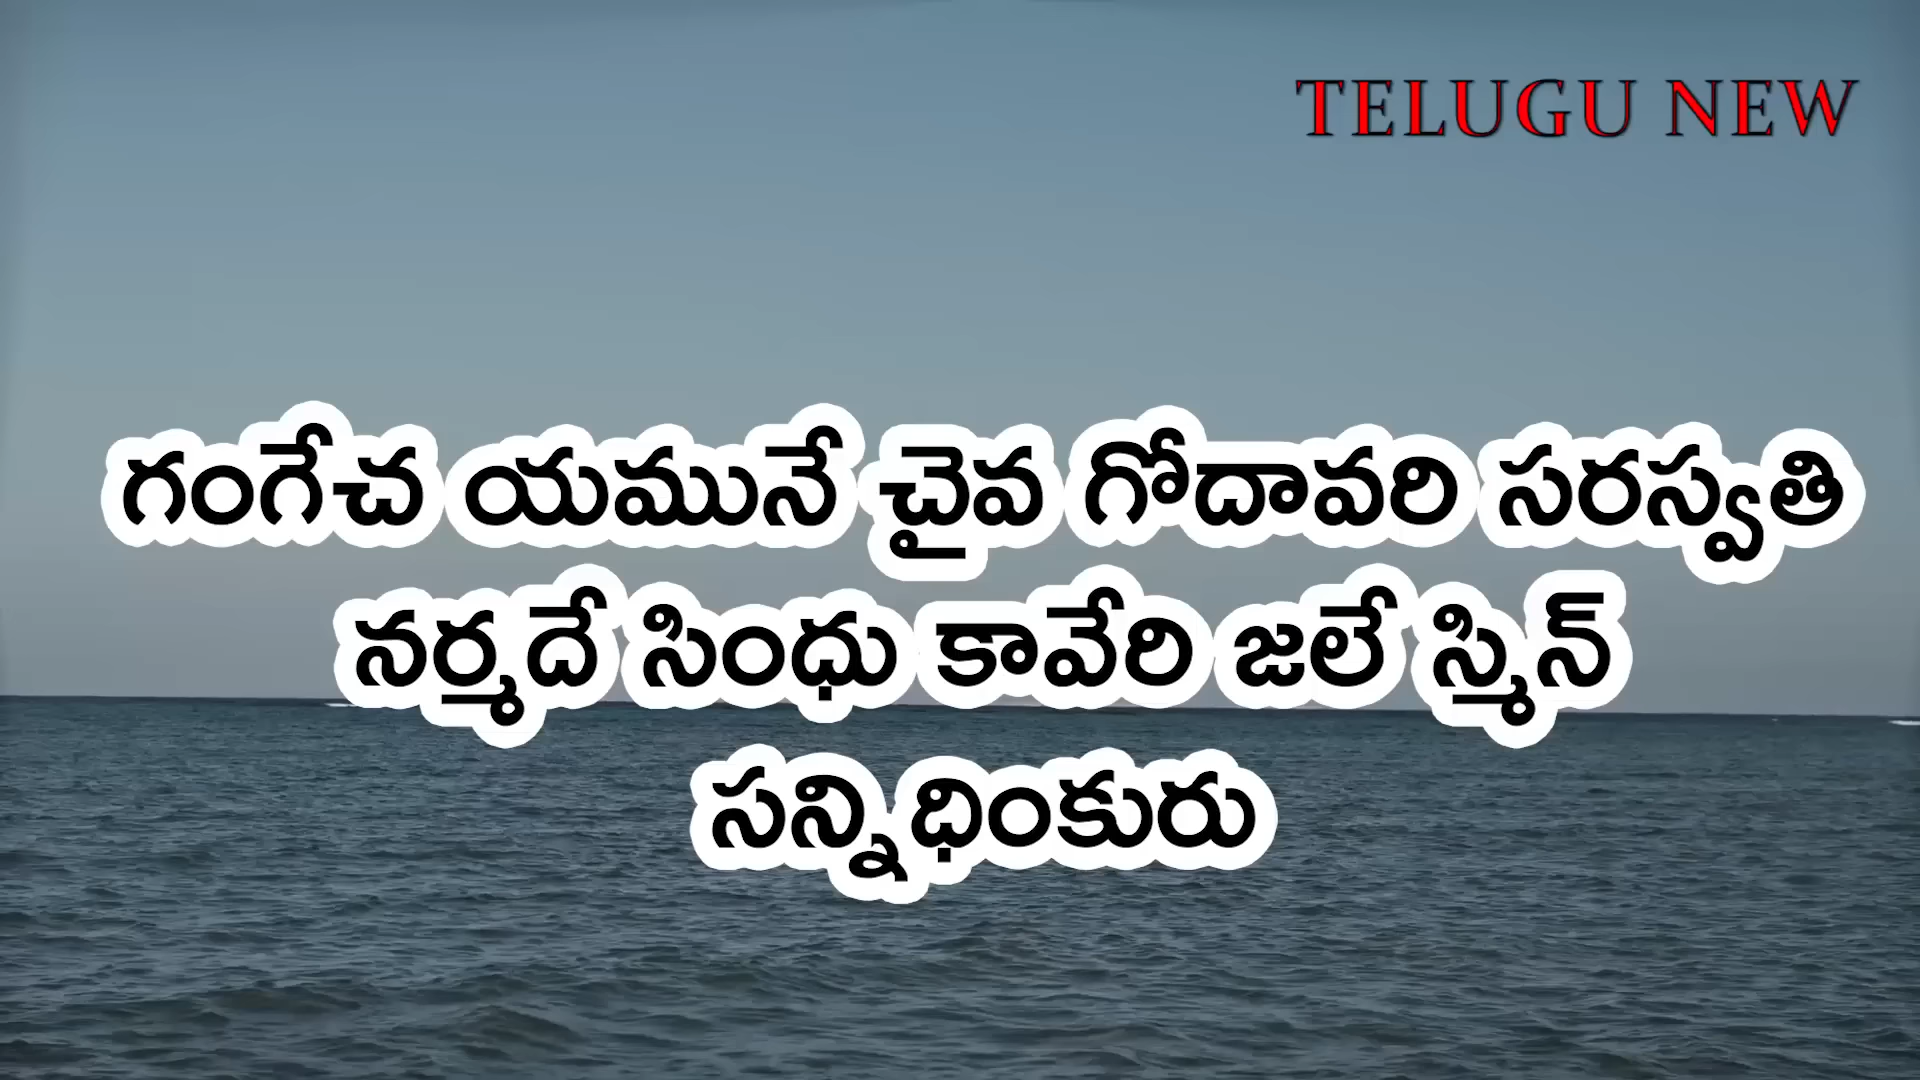 TELUGU NEW
గంగేచ యమునే చైవ గోదావరి సరస్వతి
నర్మదే సింధు కావేరి జలే స్మిన్
సన్నిధింకురు